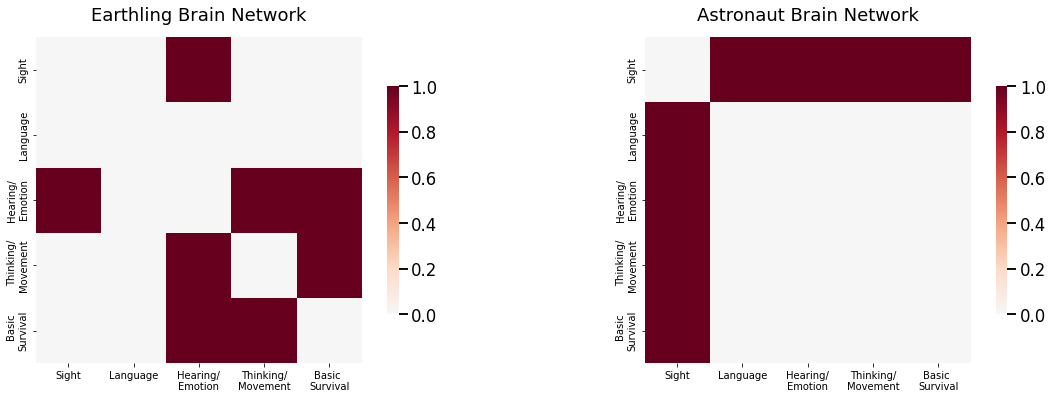 Earthling Brain Network
Astronaut Brain Network
Sight
Language
Hearing/
Emotion
Thinking/
Movement
Basic
Survival
Sight
Language
Hearing/
Emotion
Thinking/
Movement
Basic
Survival
1.0
0.8
0.6
0.4
0.2
0.0
Sight
Language
Hearing/
Emotion
Thinking/
Movement
Basic
Survival
Sight
Language
Hearing/
Emotion
Thinking/
Movement
Basic
Survival
1.0
0.8
0.6
0.4
0.2
0.0